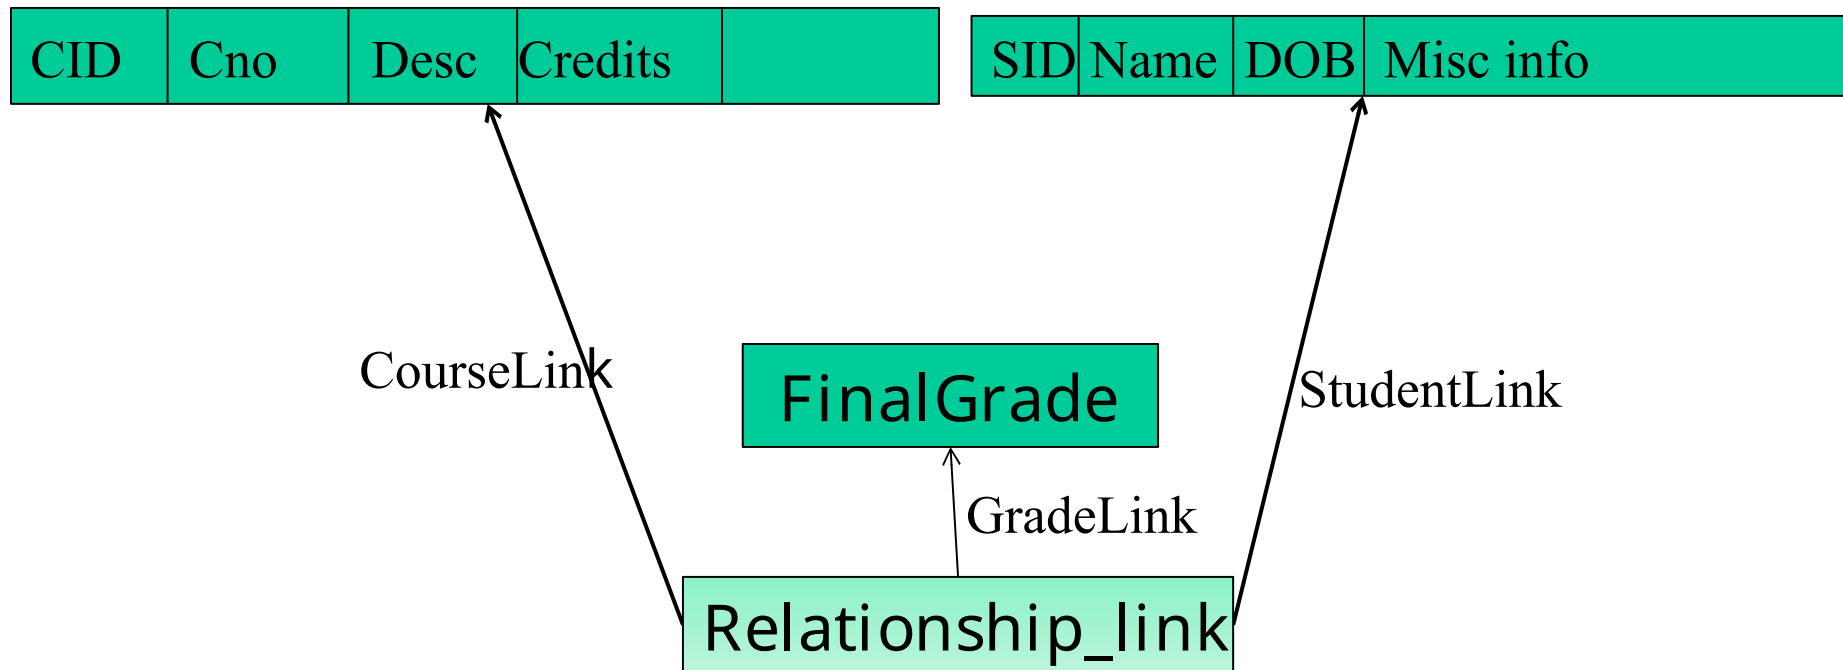 CID Cno Desc Credits
SID Name DOB Misc info
CourseLink
FinalGrade
StudentLink
GradeLink
Relationship_link